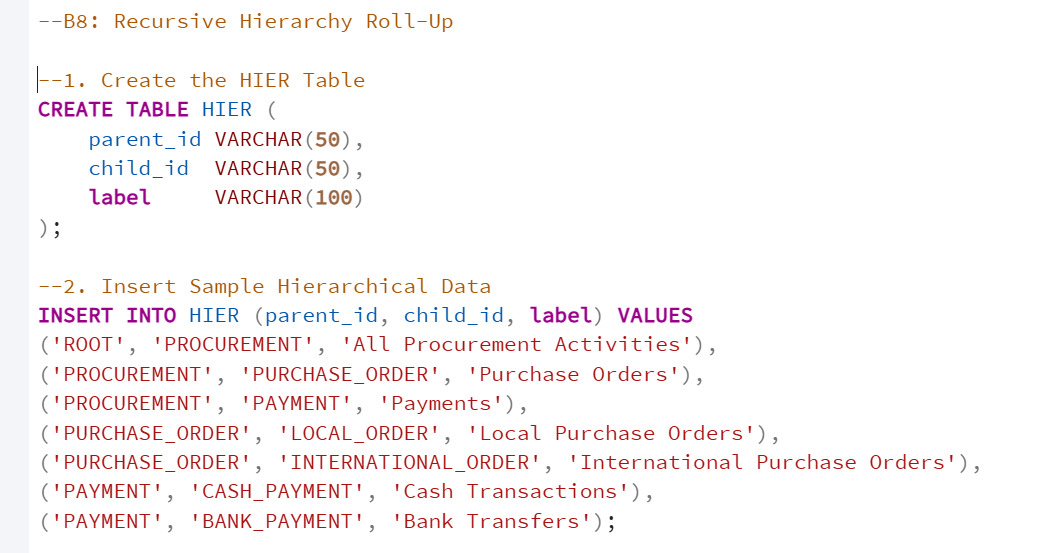 --B8: Recursive Hierarchy Roll-Up
--1. Create the HIER Table
CREATE TABLE HIER (
    parent_id VARCHAR(50),
    child_id  VARCHAR(50),
    label     VARCHAR(100)
);
--2. Insert Sample Hierarchical Data
INSERT INTO HIER (parent_id, child_id, label) VALUES
('ROOT', 'PROCUREMENT', 'All Procurement Activities'),
('PROCUREMENT', 'PURCHASE_ORDER', 'Purchase Orders'),
('PROCUREMENT', 'PAYMENT', 'Payments'),
('PURCHASE_ORDER', 'LOCAL_ORDER', 'Local Purchase Orders'),
('PURCHASE_ORDER', 'INTERNATIONAL_ORDER', 'International Purchase Orders'),
('PAYMENT', 'CASH_PAYMENT', 'Cash Transactions'),
('PAYMENT', 'BANK_PAYMENT', 'Bank Transfers');